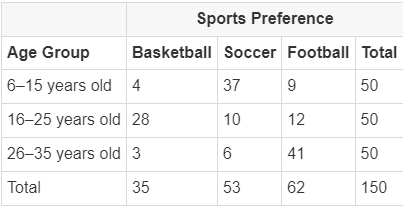 Sports Preference
Age Group Basketball Soccer Football Total
6–15 years old 4 37 9 50
16–25 years old 28 10 12 50
26–35 years old 3 6 41 50
Total 35 53 62 150